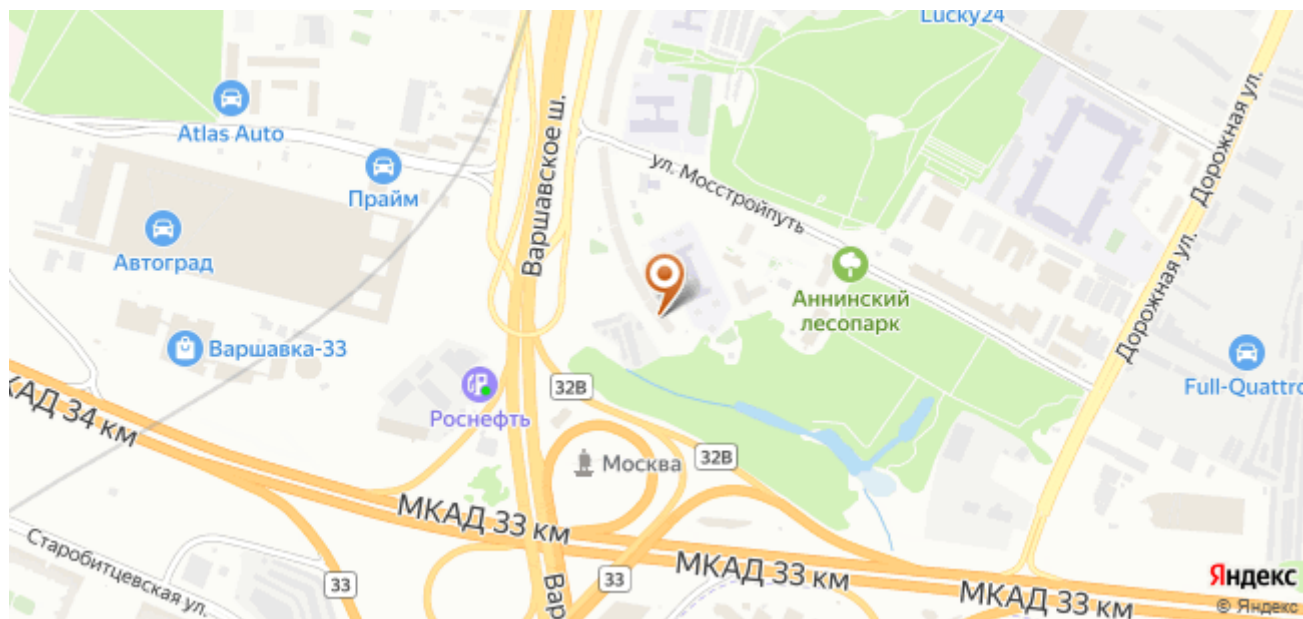 Lucky24
Atlas Auto
Варшавское ш.
Дорожная ул.
ул. Мосстройпуть
Прайм
Автоград
Варшавское ш.
Аннинский
лесопарк
Дорожная ул.
Варшавка-33
Full-Quattro
32В
Роснефть
МКАД 34 км
Москва
32В
МКАД 33 км
Старобитцевская ул.
33
33
МКАД 33 км
Вар
МКАД 33 км
Яндекс
© Яндекс